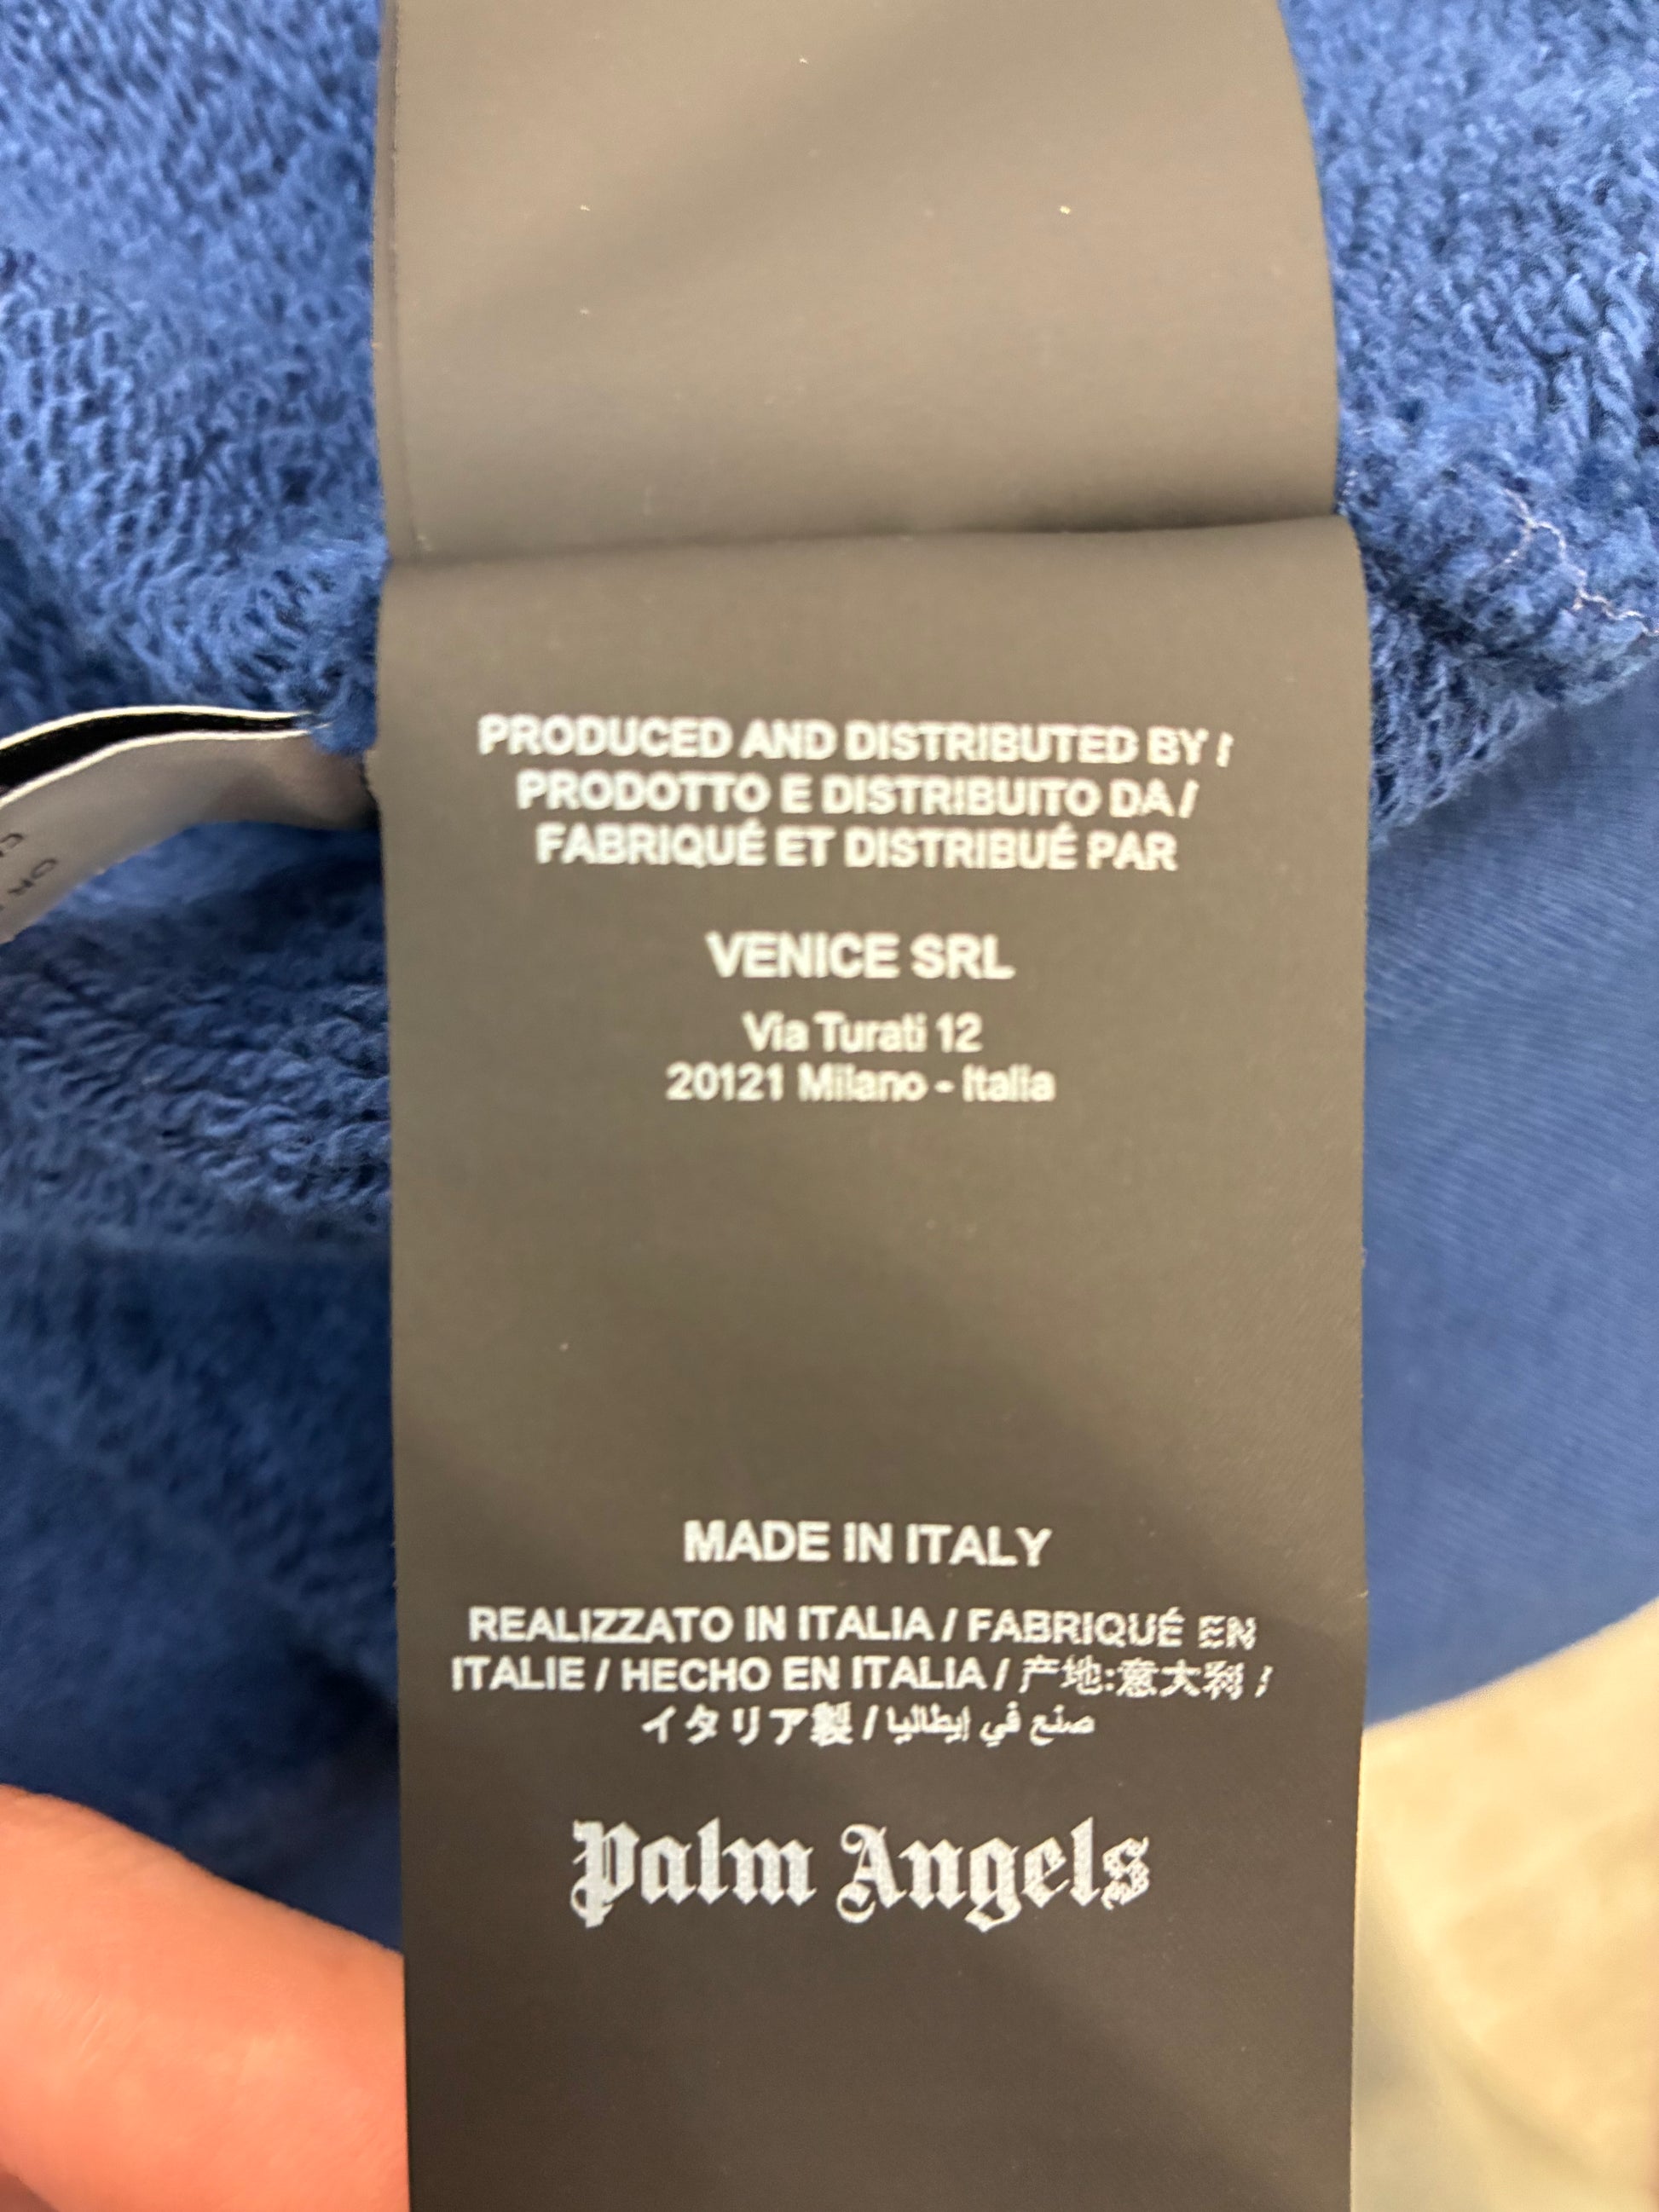 PRODUCED AND DISTRIBUTED BY /
PRODOTTO E DISTRIBUITO DA /
FABRIQUÉ ET DISTRIBUÉ PAR
VENICE SRL
Via Turati 12
20121 Milano - Italia
MADE IN ITALY
REALIZZATO IN ITALIA / FABRIQUÉ EN
ITALIE / HECHO EN ITALIA / 产地:意大利 /
イタリア製 / صنع في إيطاليا
Palm Angels